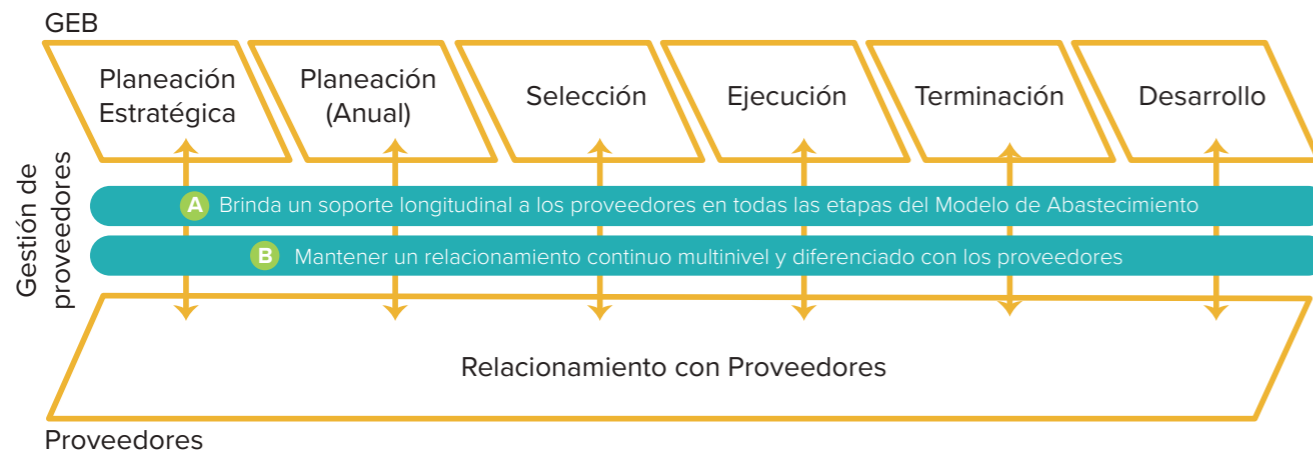 GEB
Planeación
Estratégica
Planeación
(Anual)
Selección
Ejecución
Terminación
Desarrollo
Gestión de
proveedores
A Brinda un soporte longitudinal a los proveedores en todas las etapas del Modelo de Abastecimiento
B Mantener un relacionamiento continuo multinivel y diferenciado con los proveedores
Relacionamiento con Proveedores
Proveedores